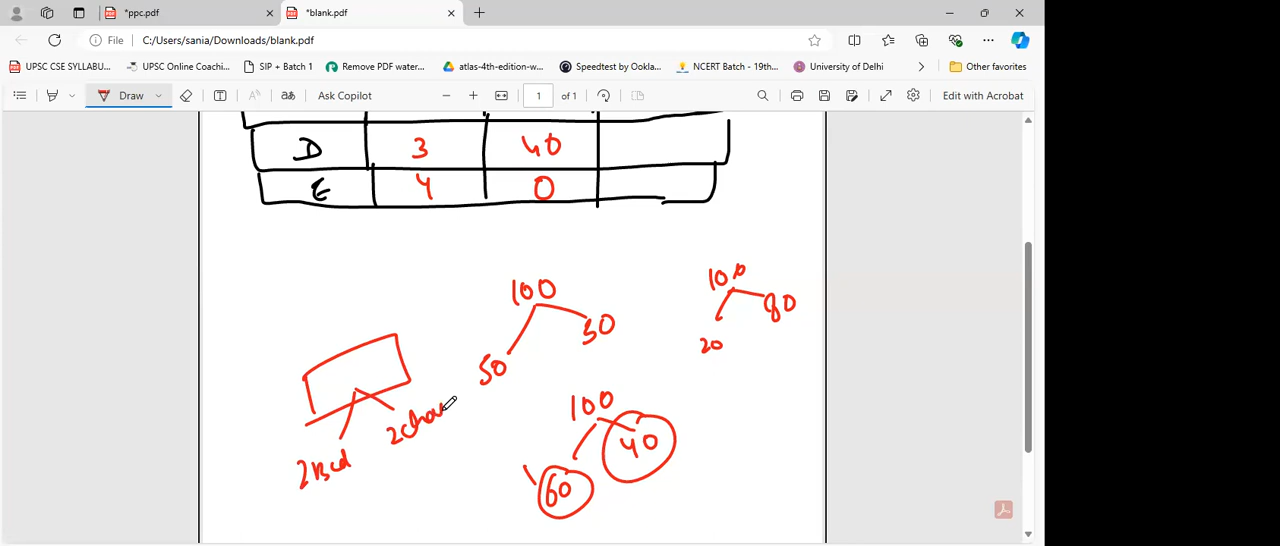 *ppc.pdf
*blank.pdf
File C:/Users/sania/Downloads/blank.pdf
UPSC CSE SYLLABU... UPSC Online Coachi... SIP + Batch 1 Remove PDF water... atlas-4th-edition-w... Speedtest by Ookla... NCERT Batch - 19th... University of Delhi Other favorites
Draw Ask Copilot 1 of 1 Edit with Acrobat
D 3 40
E 4 0
100
50 50
100
20 80
2 Bed
100
60 40